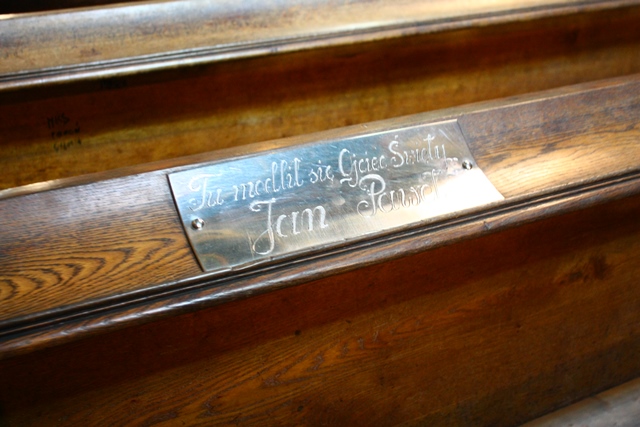 Tu modlił się Ojciec Święty
Jan Paweł